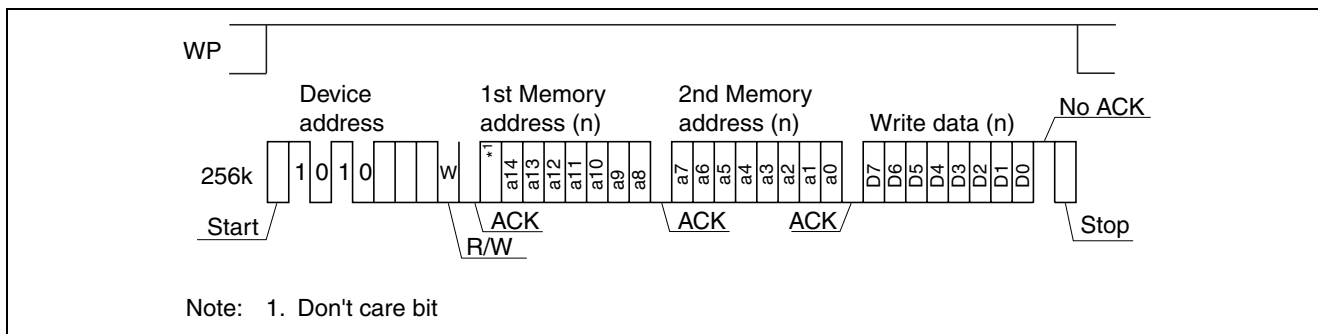 WP
Device address
1st Memory address (n)
2nd Memory address (n)
Write data (n)
No ACK
256k
1 0 1 0 W *1 a14 a13 a12 a11 a10 a9 a8 a7 a6 a5 a4 a3 a2 a1 a0 D7 D6 D5 D4 D3 D2 D1 D0
Start
R/W
ACK
ACK
ACK
Stop
Note: 1. Don't care bit